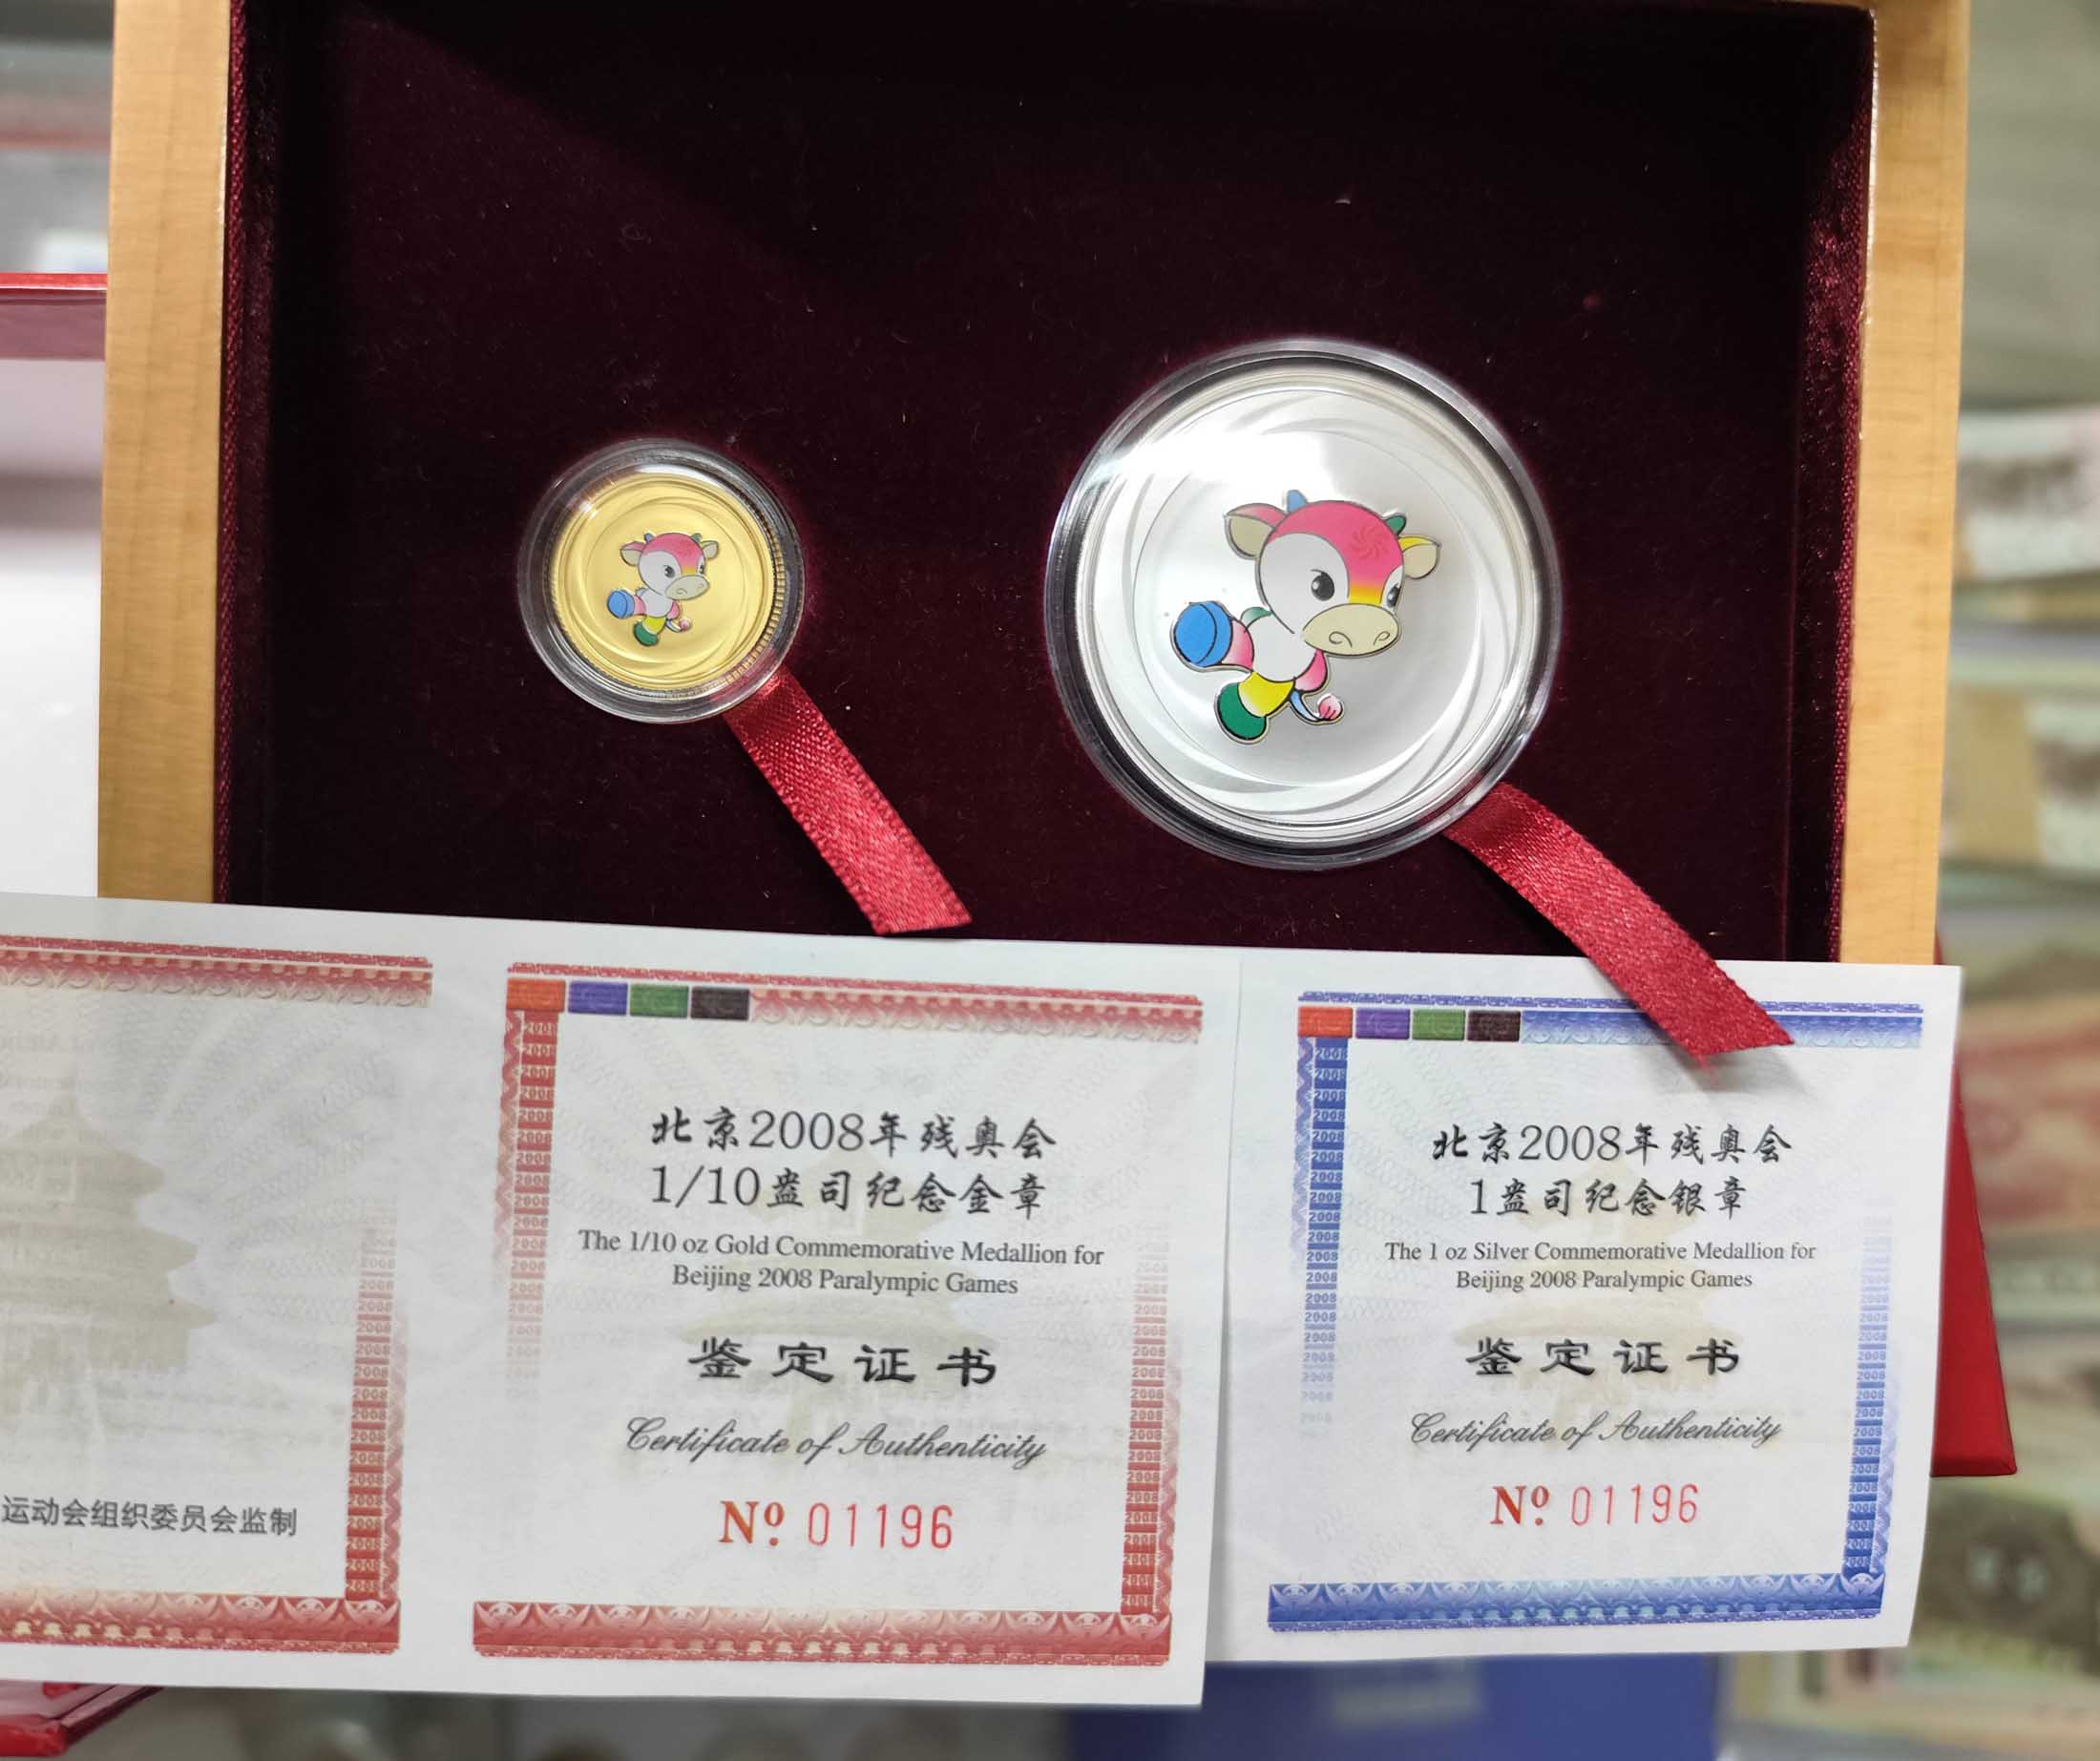 运动会组织委员会监制
北京2008年残奥会
1/10盎司纪念金章
The 1/10 oz Gold Commemorative Medallion for
Beijing 2008 Paralympic Games
鉴定证书
Certificate of Authenticity
Nº 01196
北京2008年残奥会
1盎司纪念银章
The 1 oz Silver Commemorative Medallion for
Beijing 2008 Paralympic Games
鉴定证书
Certificate of Authenticity
Nº 01196